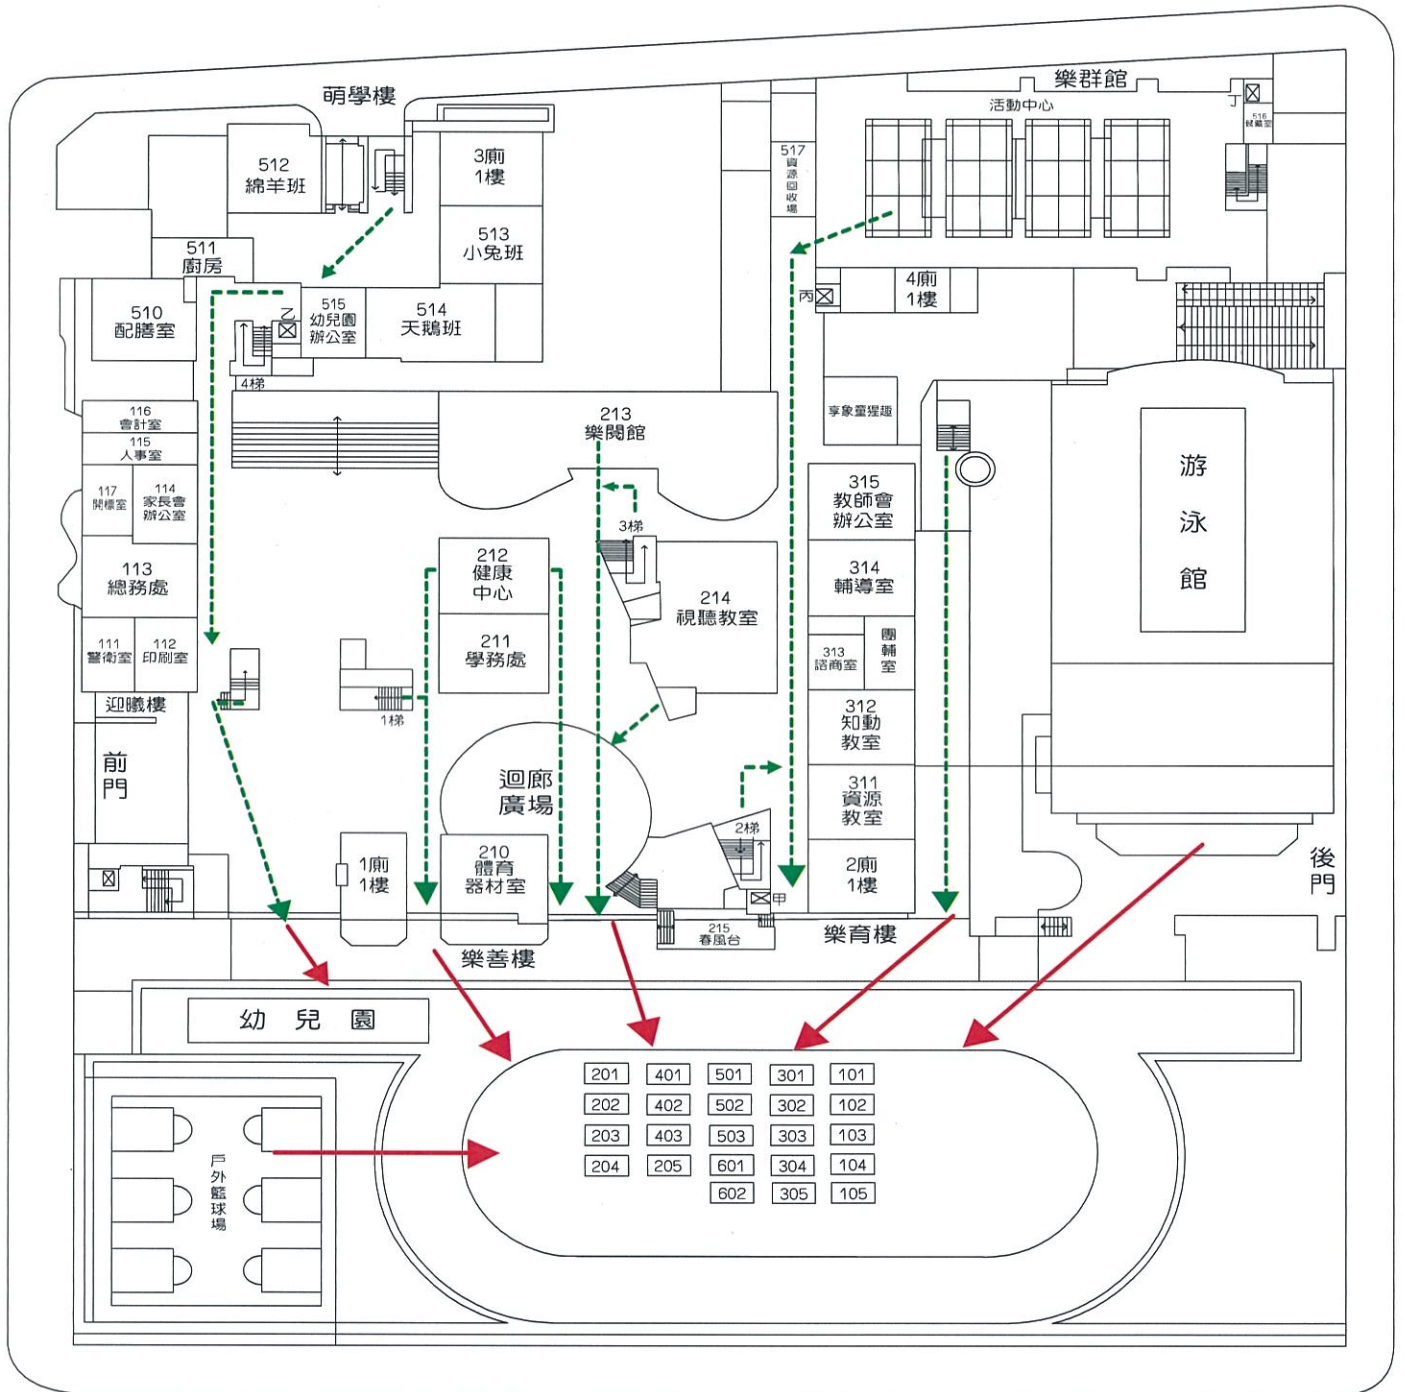 萌學樓
樂群館
活動中心
丁
516
儲藏室
512
綿羊班
3廁
1樓
517
資源回收場
513
小兔班
511
廚房
510
配膳室
乙
515
幼兒園
辦公室
514
天鵝班
丙
4廁
1樓
4梯
116
會計室
115
人事室
117
開標室
114
家長會
辦公室
113
總務處
111
警衛室
112
印刷室
迎曦樓
前門
213
樂閱館
享象童猩趣
游泳館
315
教師會
辦公室
3梯
212
健康
中心
211
學務處
214
視聽教室
314
輔導室
313
諮商室
團輔室
1梯
312
知動
教室
迴廊
廣場
311
資源
教室
2梯
1廁
1樓
210
體育
器材室
2廁
1樓
甲
後門
215
春風台
樂善樓
樂育樓
幼兒園
201 401 501 301 101
202 402 502 302 102
203 403 503 303 103
204 205 601 304 104
602 305 105
戶外籃球場